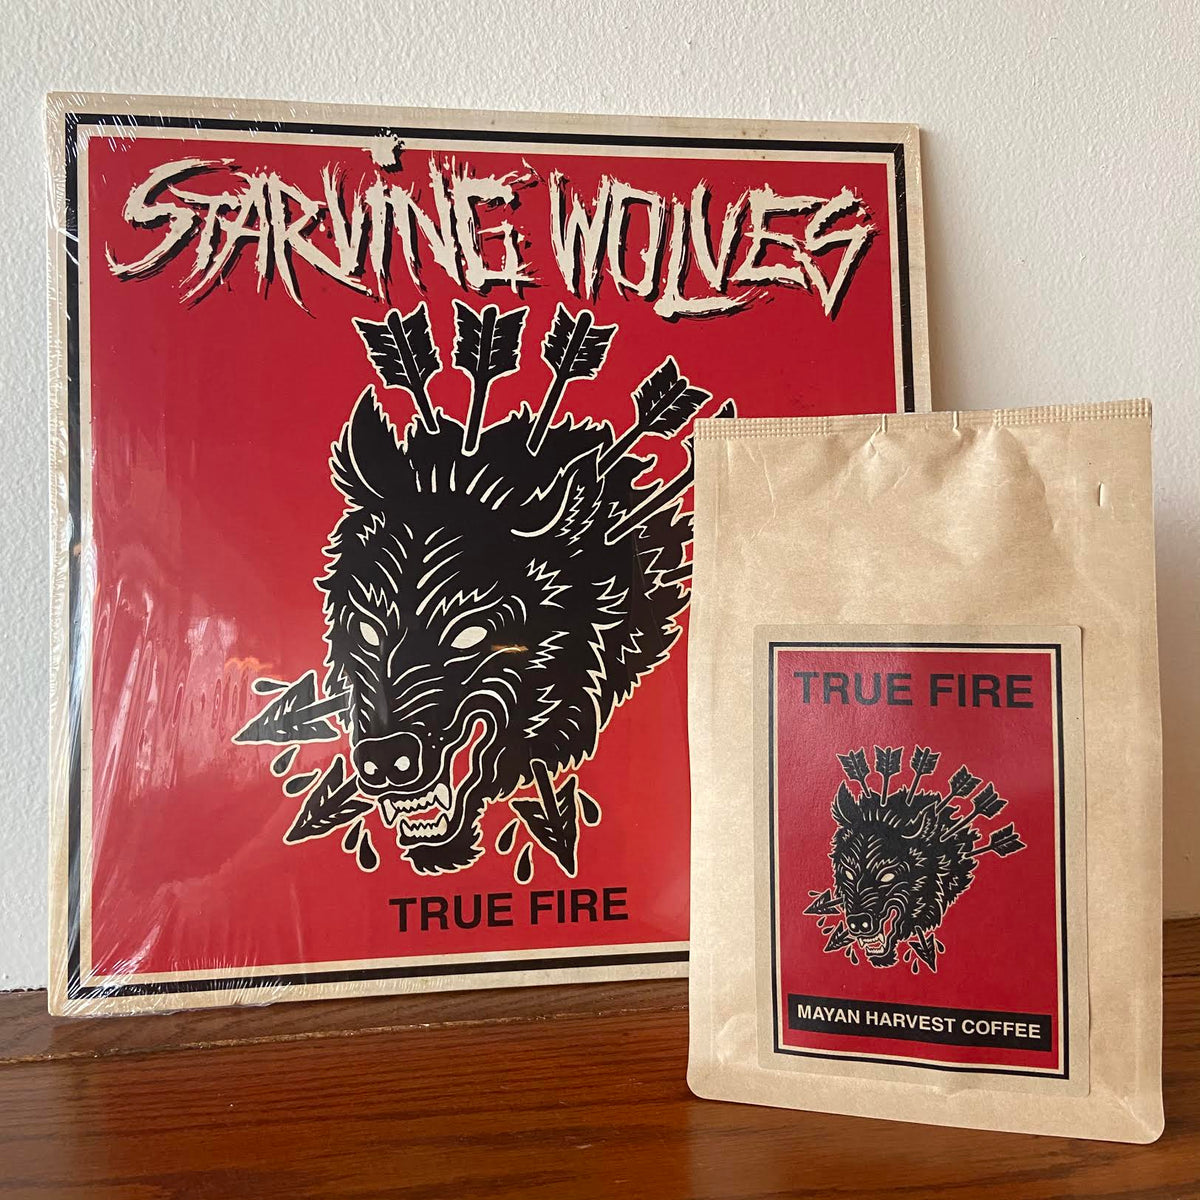 STARVING WOLVES
TRUE FIRE
TRUE FIRE
MAYAN HARVEST COFFEE